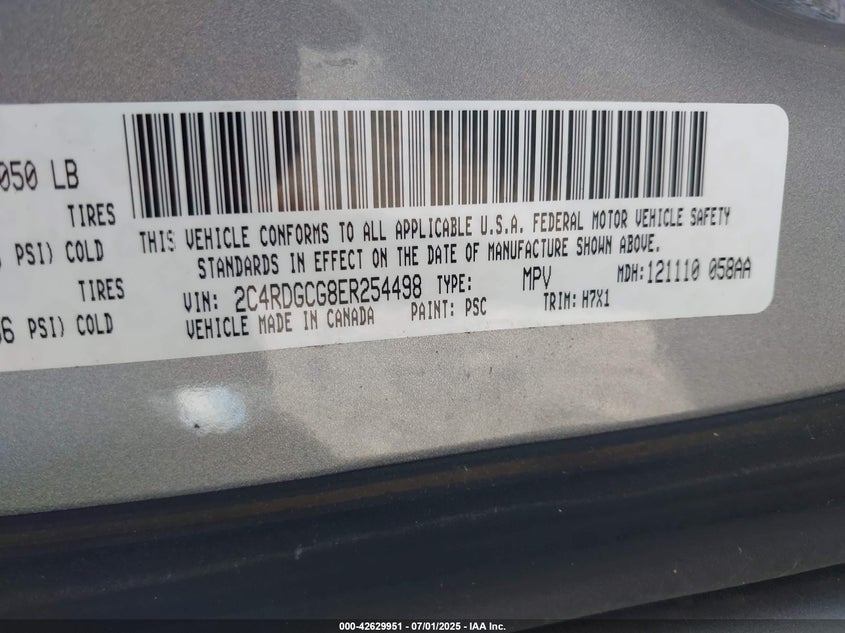 050 LB
TIRES
PSI) COLD
TIRES
36 PSI) COLD
THIS VEHICLE CONFORMS TO ALL APPLICABLE U.S.A. FEDERAL MOTOR VEHICLE SAFETY
STANDARDS IN EFFECT ON THE DATE OF MANUFACTURE SHOWN ABOVE.
VIN: 2C4RDGCG8ER254498 TYPE: MPV MDH:121110 058AA
VEHICLE MADE IN CANADA PAINT: PSC TRIM: H7X1
000-42629951 - 07/01/2025 - IAA Inc.